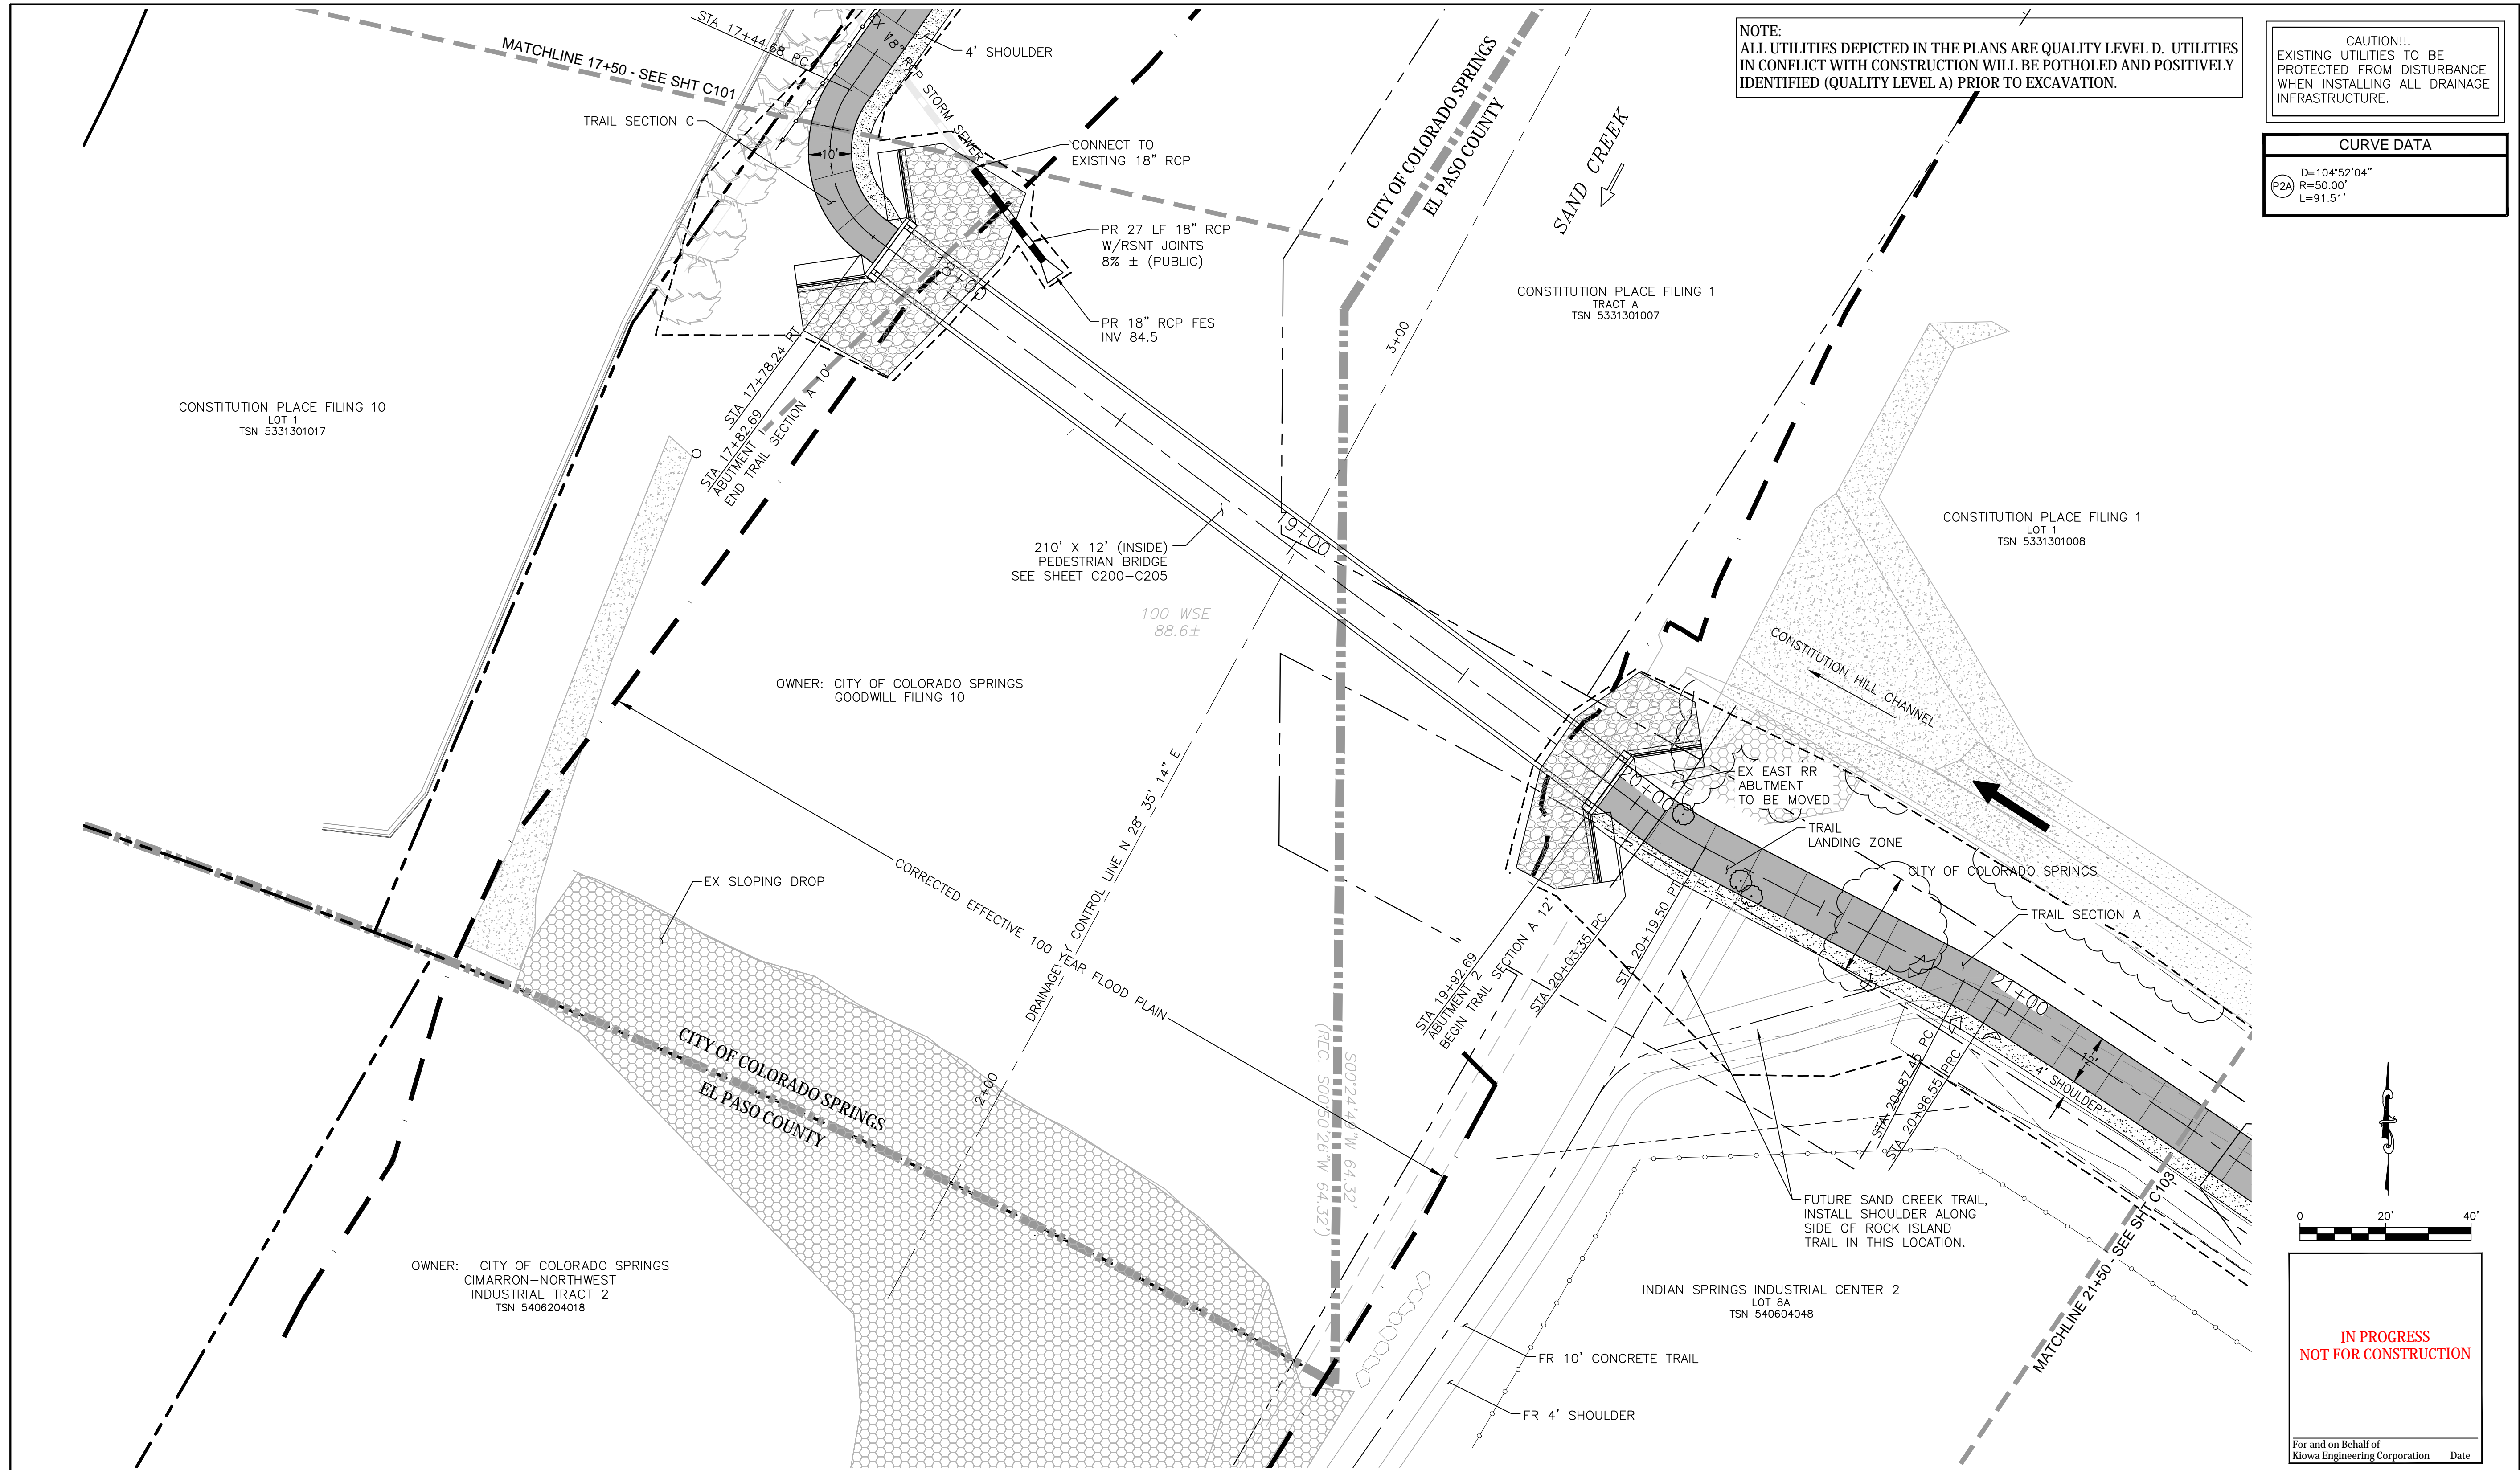 STA 17+44.68 PC
MATCHLINE 17+50 - SEE SHT C101
EX 18" RCP STORM SEWER
4' SHOULDER
TRAIL SECTION C
10'
CONNECT TO
EXISTING 18" RCP
PR 27 LF 18" RCP
W/RSNT JOINTS
8% ± (PUBLIC)
PR 18" RCP FES
INV 84.5
CITY OF COLORADO SPRINGS
EL PASO COUNTY
SAND CREEK
NOTE:
ALL UTILITIES DEPICTED IN THE PLANS ARE QUALITY LEVEL D. UTILITIES
IN CONFLICT WITH CONSTRUCTION WILL BE POTHOLED AND POSITIVELY
IDENTIFIED (QUALITY LEVEL A) PRIOR TO EXCAVATION.
CAUTION!!!
EXISTING UTILITIES TO BE
PROTECTED FROM DISTURBANCE
WHEN INSTALLING ALL DRAINAGE
INFRASTRUCTURE.
CURVE DATA
P2A
D=104°52'04"
R=50.00'
L=91.51'
CONSTITUTION PLACE FILING 1
TRACT A
TSN 5331301007
3+00
CONSTITUTION PLACE FILING 10
LOT 1
TSN 5331301017
STA 17+78.24 PT
STA 17+82.69
ABUTMENT 1
END TRAIL SECTION A 10'
19+00
210' X 12' (INSIDE)
PEDESTRIAN BRIDGE
SEE SHEET C200-C205
100 WSE
88.6±
CONSTITUTION PLACE FILING 1
LOT 1
TSN 5331301008
CONSTITUTION HILL CHANNEL
OWNER: CITY OF COLORADO SPRINGS
GOODWILL FILING 10
EX EAST RR
ABUTMENT
TO BE MOVED
20+00
TRAIL
LANDING ZONE
CITY OF COLORADO SPRINGS
TRAIL SECTION A
EX SLOPING DROP
CORRECTED EFFECTIVE 100 YEAR FLOOD PLAIN
DRAINAGEWAY CONTROL LINE N 28° 35' 14" E
2+00
STA 19+92.69
ABUTMENT 2
BEGIN TRAIL SECTION A 12'
STA 20+03.35 PC
STA 20+19.50 PT
21+00
12'
4' SHOULDER
STA 20+87.45 PC
STA 20+96.55 PRC
S00°24'49"W 64.32'
(REC. S00°50'26"W 64.32')
CITY OF COLORADO SPRINGS
EL PASO COUNTY
FUTURE SAND CREEK TRAIL,
INSTALL SHOULDER ALONG
SIDE OF ROCK ISLAND
TRAIL IN THIS LOCATION.
MATCHLINE 21+50 - SEE SHT C103
OWNER: CITY OF COLORADO SPRINGS
CIMARRON-NORTHWEST
INDUSTRIAL TRACT 2
TSN 5406204018
INDIAN SPRINGS INDUSTRIAL CENTER 2
LOT 8A
TSN 540604048
FR 10' CONCRETE TRAIL
FR 4' SHOULDER
0 20' 40'
IN PROGRESS
NOT FOR CONSTRUCTION
For and on Behalf of
Kiowa Engineering Corporation Date